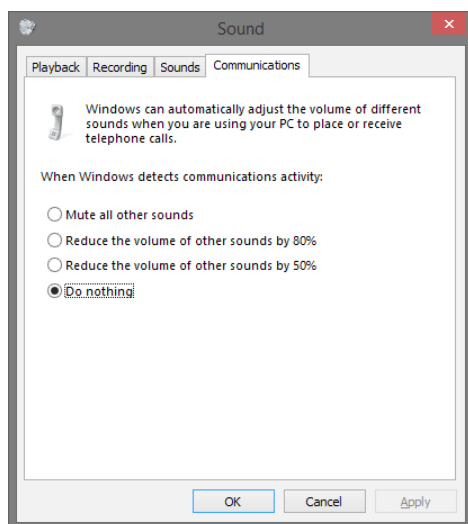 Sound
Playback Recording Sounds Communications
Windows can automatically adjust the volume of different
sounds when you are using your PC to place or receive
telephone calls.
When Windows detects communications activity:
Mute all other sounds
Reduce the volume of other sounds by 80%
Reduce the volume of other sounds by 50%
Do nothing
OK Cancel Apply